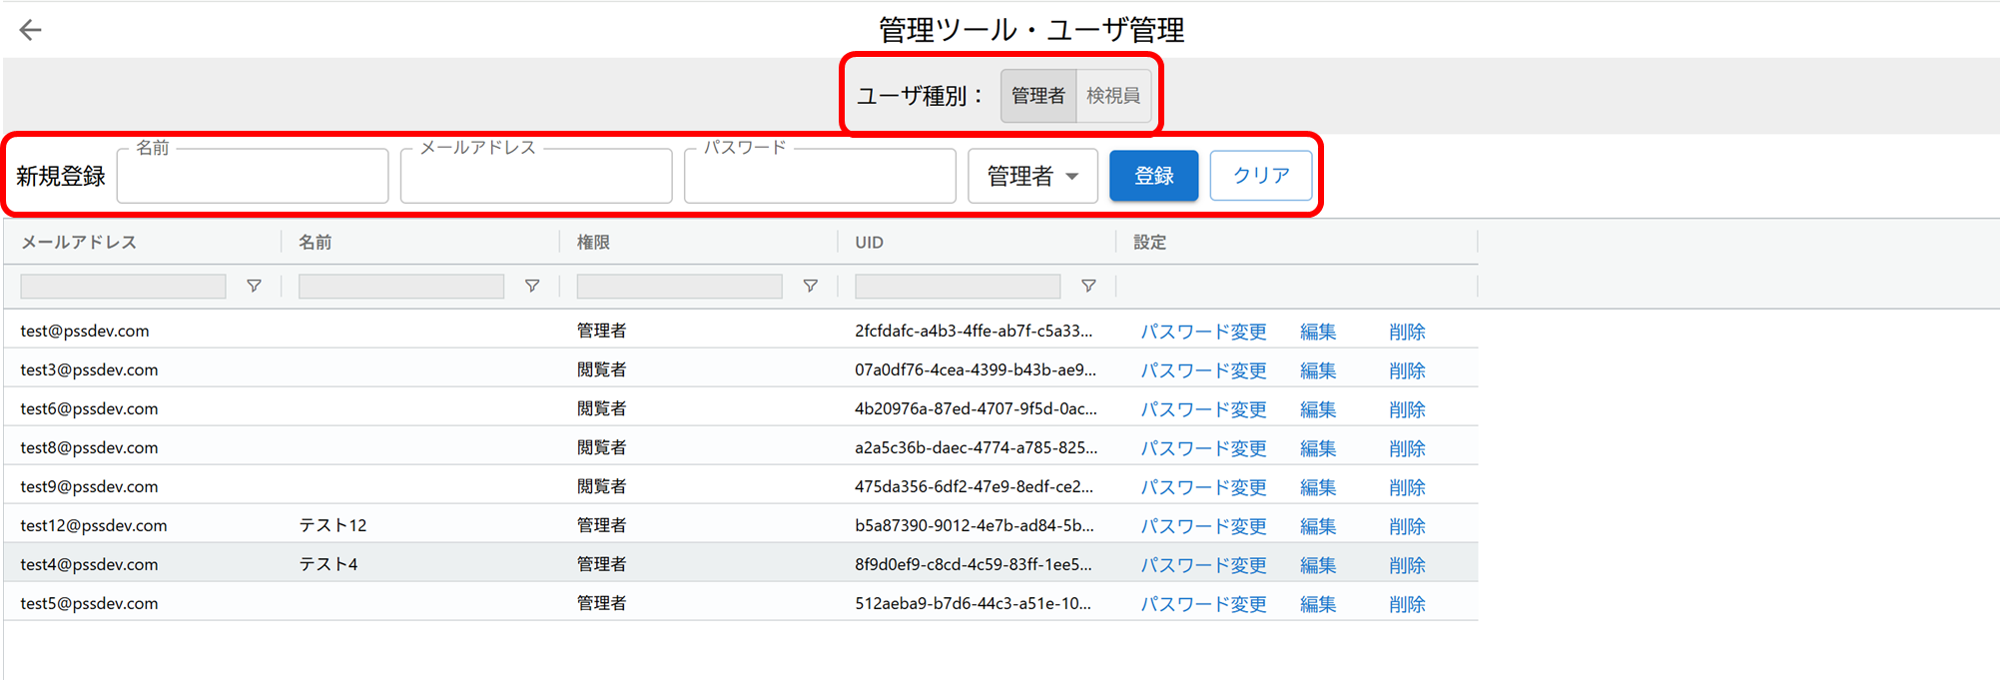 管理ツール・ユーザ管理
ユーザ種別： 管理者 検視員
新規登録 名前 メールアドレス パスワード 管理者 登録 クリア
メールアドレス 名前 権限 UID 設定
test@pssdev.com 管理者 2fcfdafc-a4b3-4ffe-ab7f-c5a33... パスワード変更 編集 削除
test3@pssdev.com 閲覧者 07a0df76-4cea-4399-b43b-ae9... パスワード変更 編集 削除
test6@pssdev.com 閲覧者 4b20976a-87ed-4707-9f5d-0ac... パスワード変更 編集 削除
test8@pssdev.com 閲覧者 a2a5c36b-daec-4774-a785-825... パスワード変更 編集 削除
test9@pssdev.com 閲覧者 475da356-6df2-47e9-8edf-ce2... パスワード変更 編集 削除
test12@pssdev.com テスト12 管理者 b5a87390-9012-4e7b-ad84-5b... パスワード変更 編集 削除
test4@pssdev.com テスト4 管理者 8f9d0ef9-c8cd-4c59-83ff-1ee5... パスワード変更 編集 削除
test5@pssdev.com 管理者 512aeba9-b7d6-44c3-a51e-10... パスワード変更 編集 削除